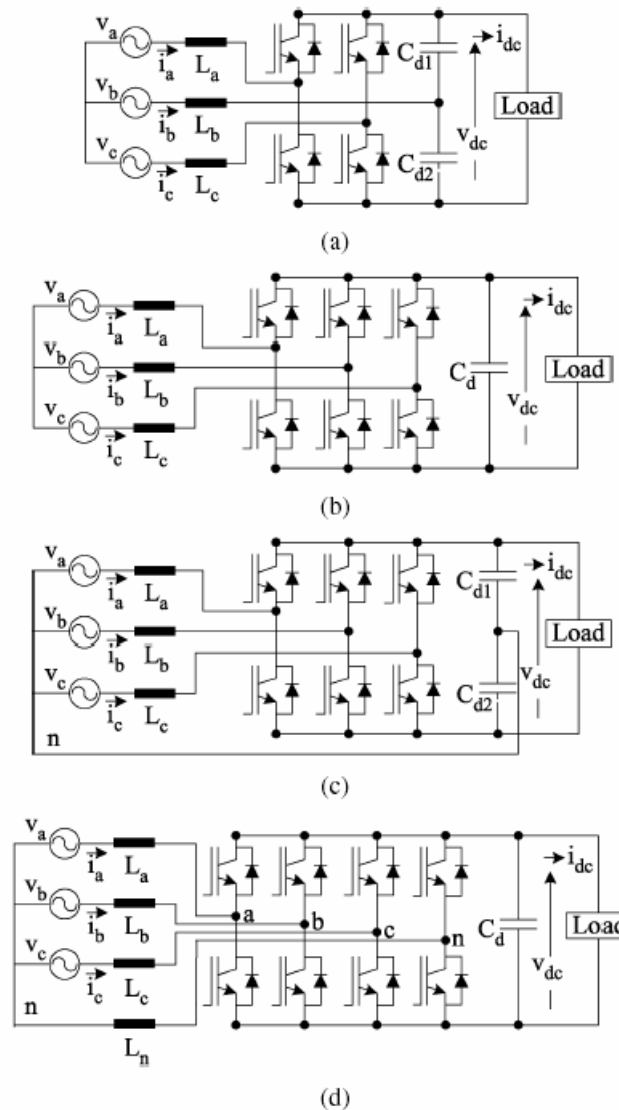 v_a
i_a L_a
C_d1
i_dc
v_b
i_b L_b
Load
v_dc
v_c
i_c L_c
C_d2
(a)
v_a
i_a L_a
i_dc
v_b
i_b L_b
C_d
Load
v_dc
v_c
i_c L_c
(b)
v_a
i_a L_a
C_d1
i_dc
v_b
i_b L_b
Load
v_dc
v_c
i_c L_c
C_d2
n
(c)
v_a
i_a L_a
i_dc
v_b
i_b L_b
a b c n
C_d
Load
v_dc
v_c
i_c L_c
n
L_n
(d)